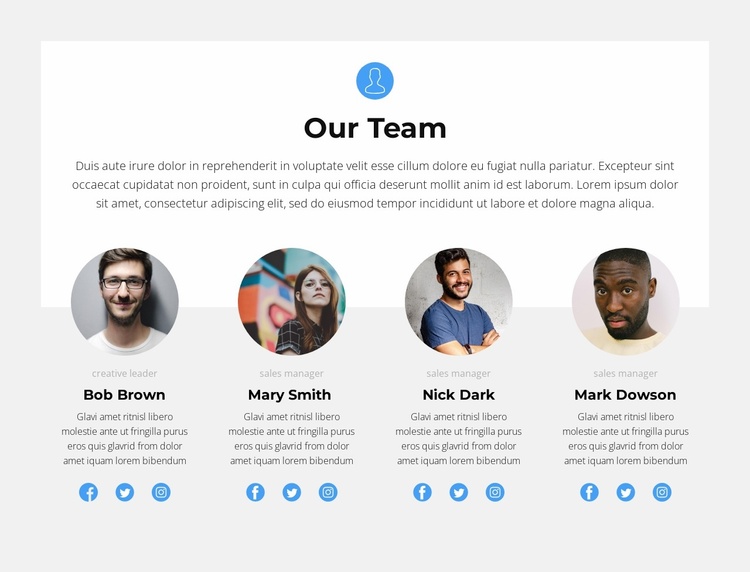 Our Team
Duis aute irure dolor in reprehenderit in voluptate velit esse cillum dolore eu fugiat nulla pariatur. Excepteur sint
occaecat cupidatat non proident, sunt in culpa qui officia deserunt mollit anim id est laborum. Lorem ipsum dolor
sit amet, consectetur adipiscing elit, sed do eiusmod tempor incididunt ut labore et dolore magna aliqua.
creative leader
Bob Brown
Glavi amet ritnisl libero
molestie ante ut fringilla purus
eros quis glavrid from dolor
amet iquam lorem bibendum
sales manager
Mary Smith
Glavi amet ritnisl libero
molestie ante ut fringilla purus
eros quis glavrid from dolor
amet iquam lorem bibendum
sales manager
Nick Dark
Glavi amet ritnisl libero
molestie ante ut fringilla purus
eros quis glavrid from dolor
amet iquam lorem bibendum
sales manager
Mark Dowson
Glavi amet ritnisl libero
molestie ante ut fringilla purus
eros quis glavrid from dolor
amet iquam lorem bibendum